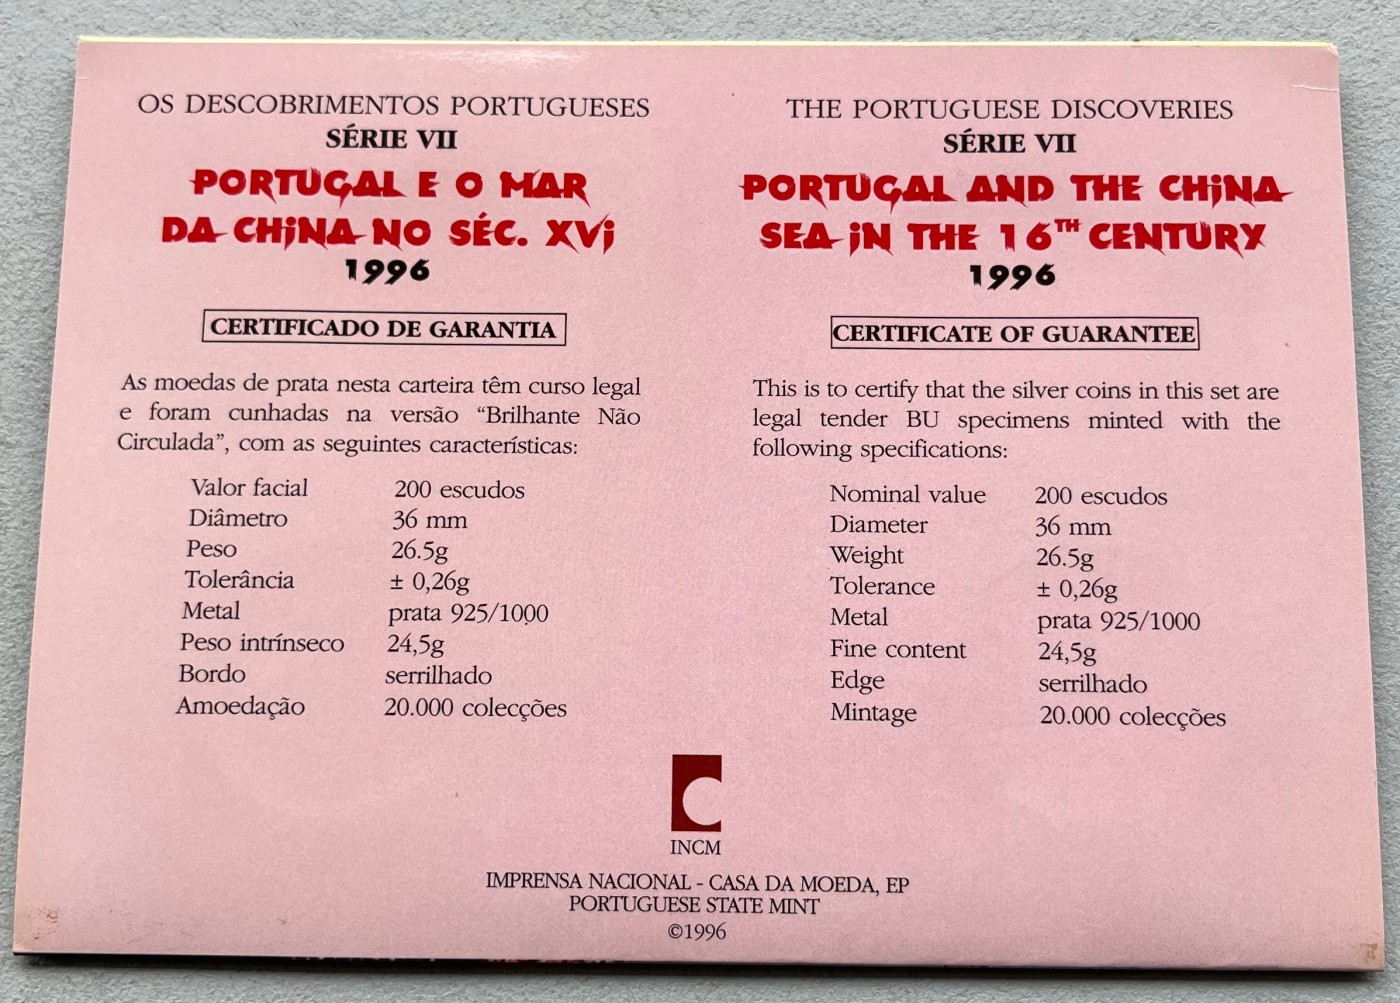 OS DESCOBRIMENTOS PORTUGUESES
SÉRIE VII
PORTUGAL E O MAR
DA CHINA NO SÉC. XVI
1996
CERTIFICADO DE GARANTIA
As moedas de prata nesta carteira têm curso legal
e foram cunhadas na versão “Brilhante Não
Circulada”, com as seguintes características:
Valor facial 200 escudos
Diâmetro 36 mm
Peso 26.5g
Tolerância ± 0,26g
Metal prata 925/1000
Peso intrínseco 24,5g
Bordo serrilhado
Amoedação 20.000 colecções
THE PORTUGUESE DISCOVERIES
SÉRIE VII
PORTUGAL AND THE CHINA
SEA IN THE 16TH CENTURY
1996
CERTIFICATE OF GUARANTEE
This is to certify that the silver coins in this set are
legal tender BU specimens minted with the
following specifications:
Nominal value 200 escudos
Diameter 36 mm
Weight 26.5g
Tolerance ± 0,26g
Metal prata 925/1000
Fine content 24,5g
Edge serrilhado
Mintage 20.000 colecções
INCM
IMPRENSA NACIONAL - CASA DA MOEDA, EP
PORTUGUESE STATE MINT
©1996